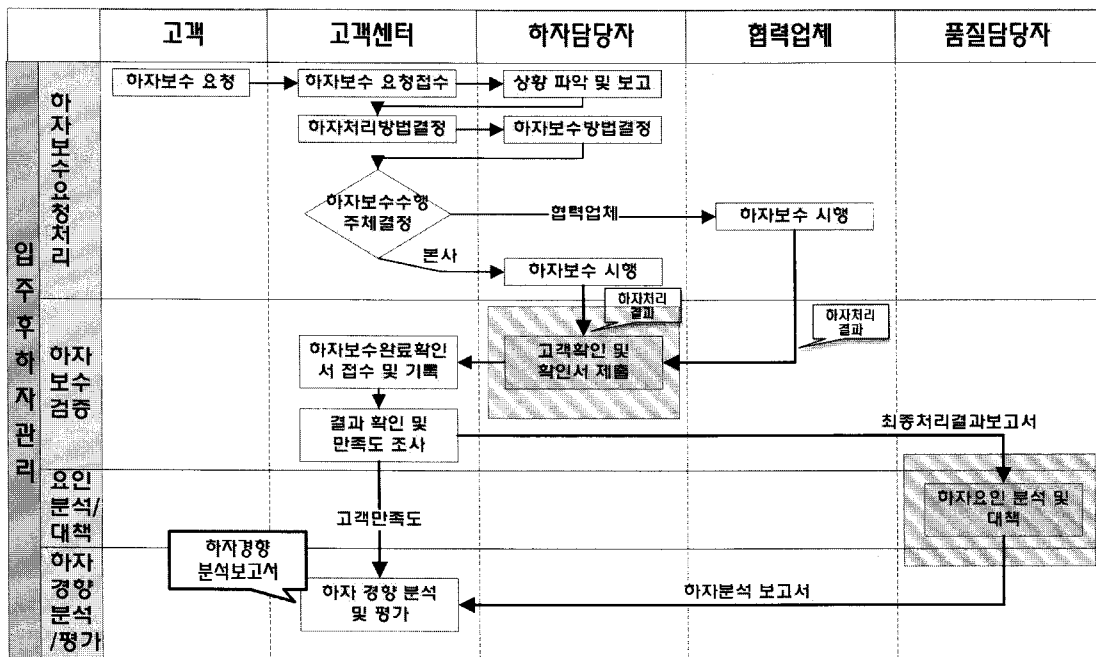 고객
고객센터
하자담당자
협력업체
품질담당자
입주후하자관리
하자보수요청처리
하자보수 요청
하자보수 요청접수
상황 파악 및 보고
하자처리방법결정
하자보수방법결정
하자보수수행
주체결정
협력업체
하자보수 시행
본사
하자보수 시행
하자
보수
검증
하자처리
결과
하자처리
결과
하자보수완료확인
서 접수 및 기록
고객확인 및
확인서 제출
결과 확인 및
만족도 조사
최종처리결과보고서
요인
분석/
대책
고객만족도
하자요인 분석 및
대책
하자
경향
분석
/평가
하자경향
분석보고서
하자 경향 분석
및 평가
하자분석 보고서